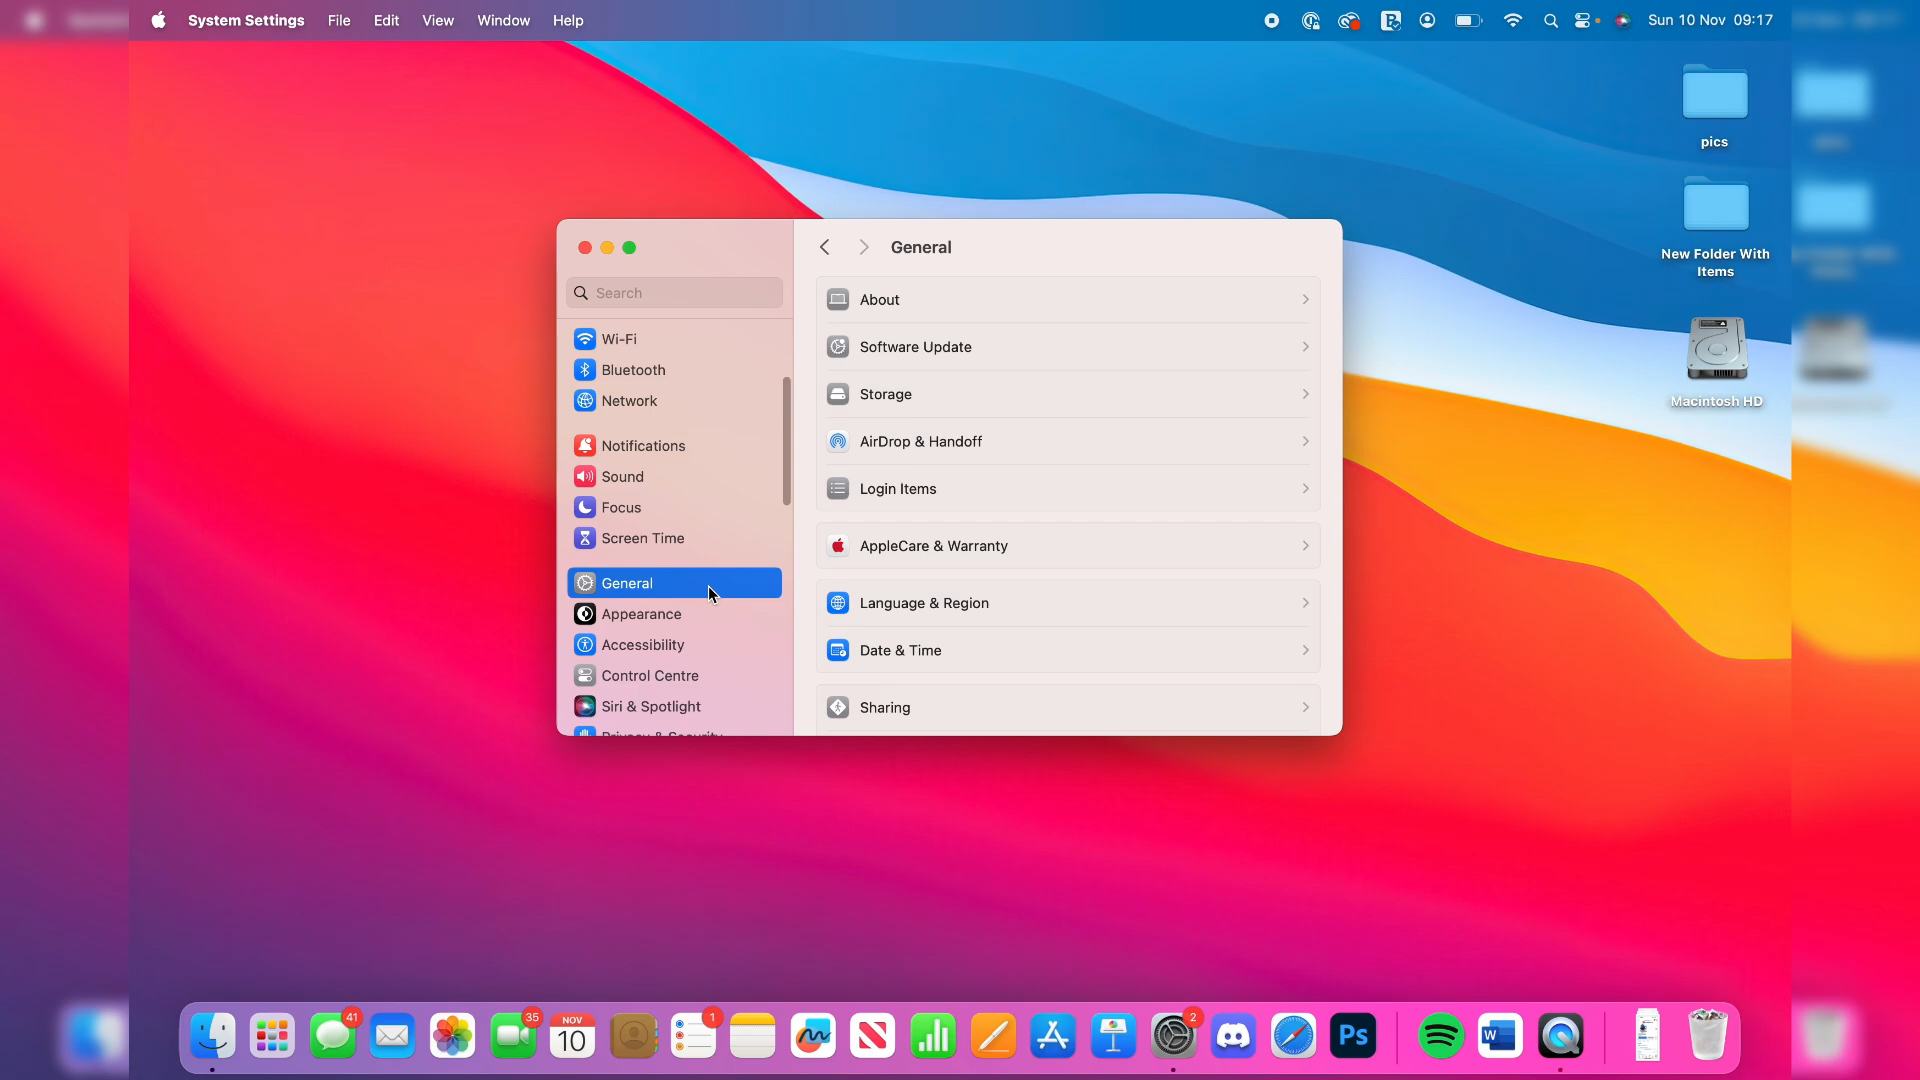 System Settings File Edit View Window Help
Sun 10 Nov 09:17
pics
New Folder With
Items
Macintosh HD
Search
Wi-Fi
Bluetooth
Network
Notifications
Sound
Focus
Screen Time
General
Appearance
Accessibility
Control Centre
Siri & Spotlight
Privacy & Security
General
About
Software Update
Storage
AirDrop & Handoff
Login Items
AppleCare & Warranty
Language & Region
Date & Time
Sharing
41
35
NOV
10
1
2
Ps
W